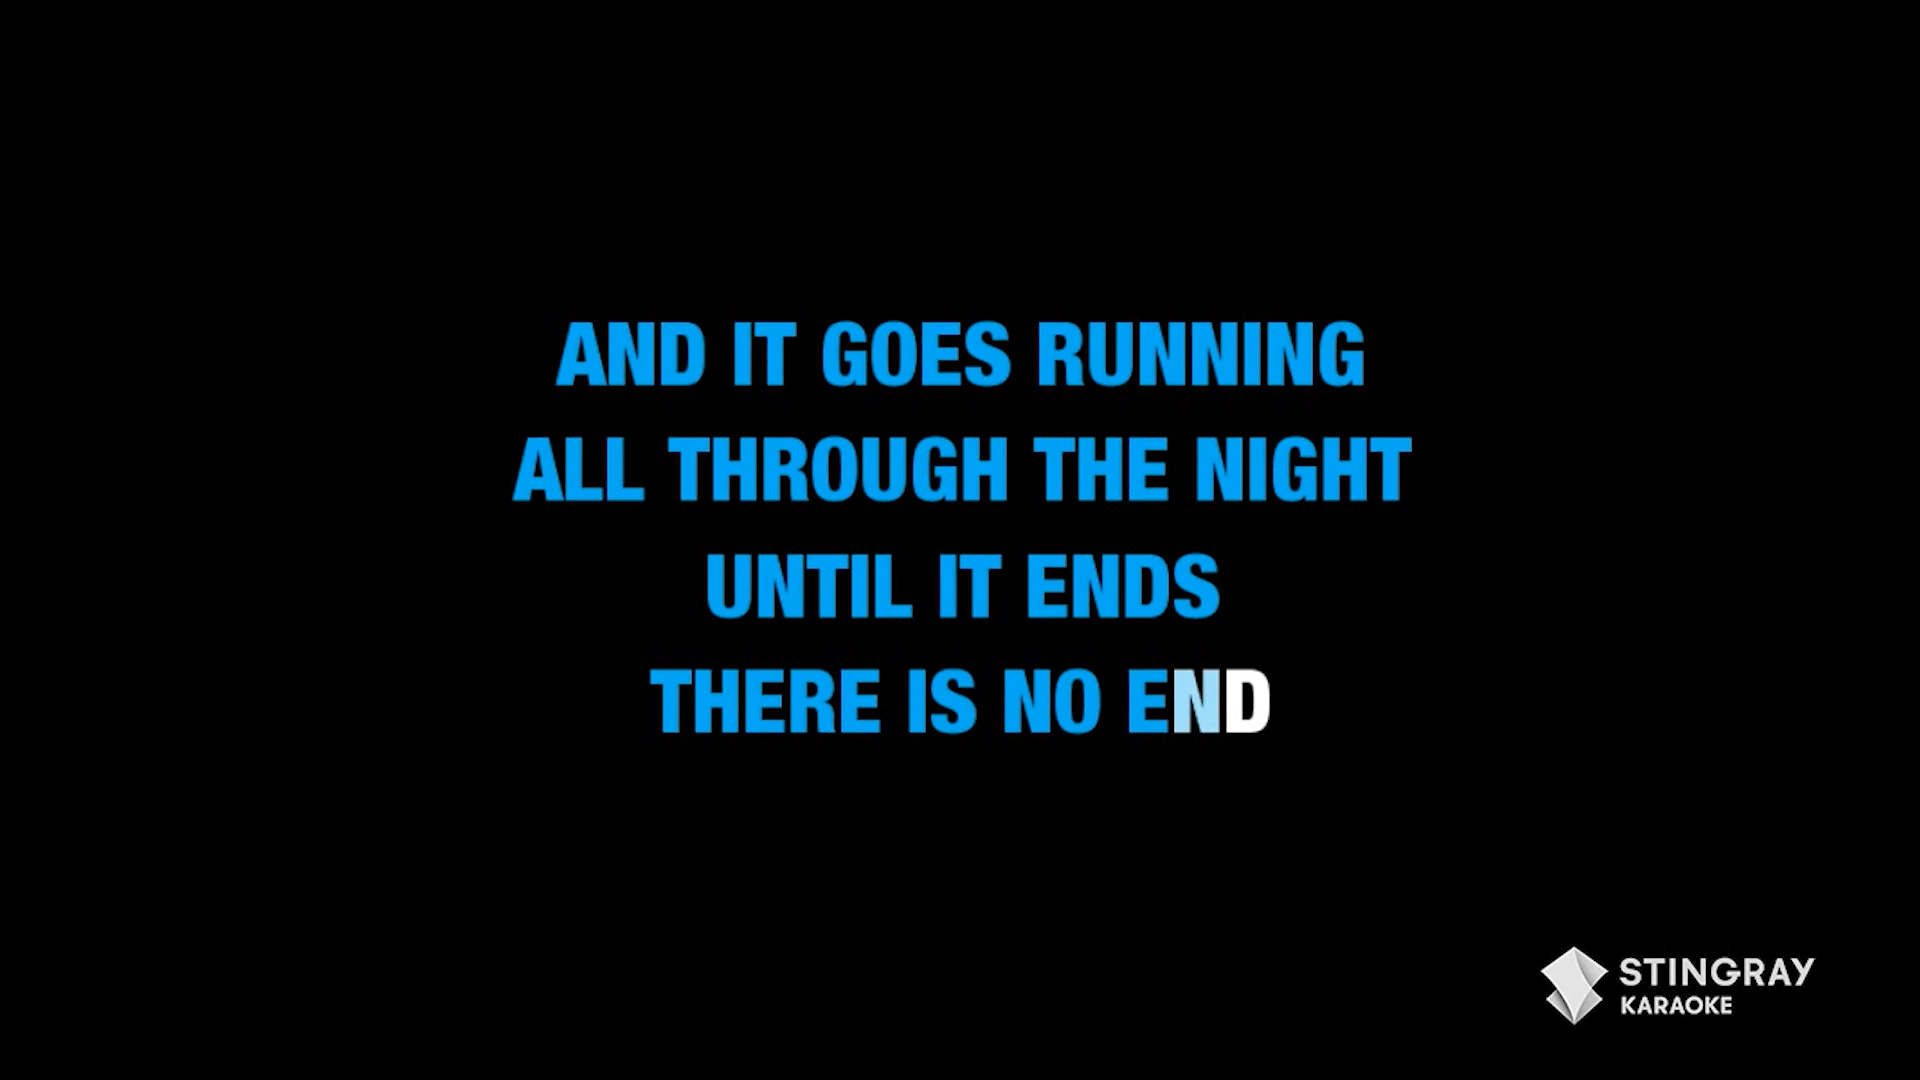 AND IT GOES RUNNING
ALL THROUGH THE NIGHT
UNTIL IT ENDS
THERE IS NO END
STINGRAY
KARAOKE